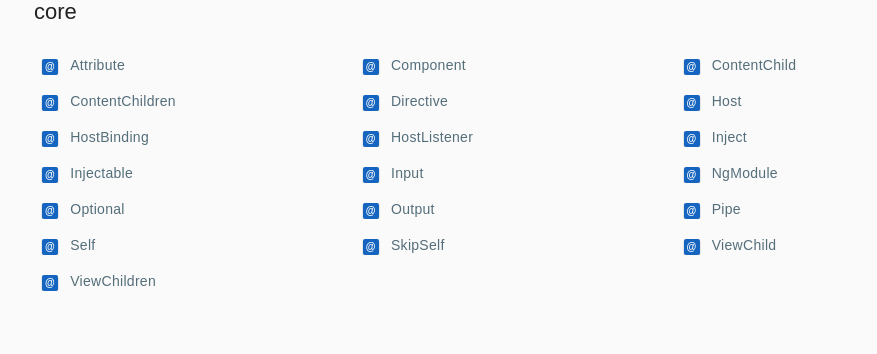 core
@ Attribute @ Component @ ContentChild
@ ContentChildren @ Directive @ Host
@ HostBinding @ HostListener @ Inject
@ Injectable @ Input @ NgModule
@ Optional @ Output @ Pipe
@ Self @ SkipSelf @ ViewChild
@ ViewChildren